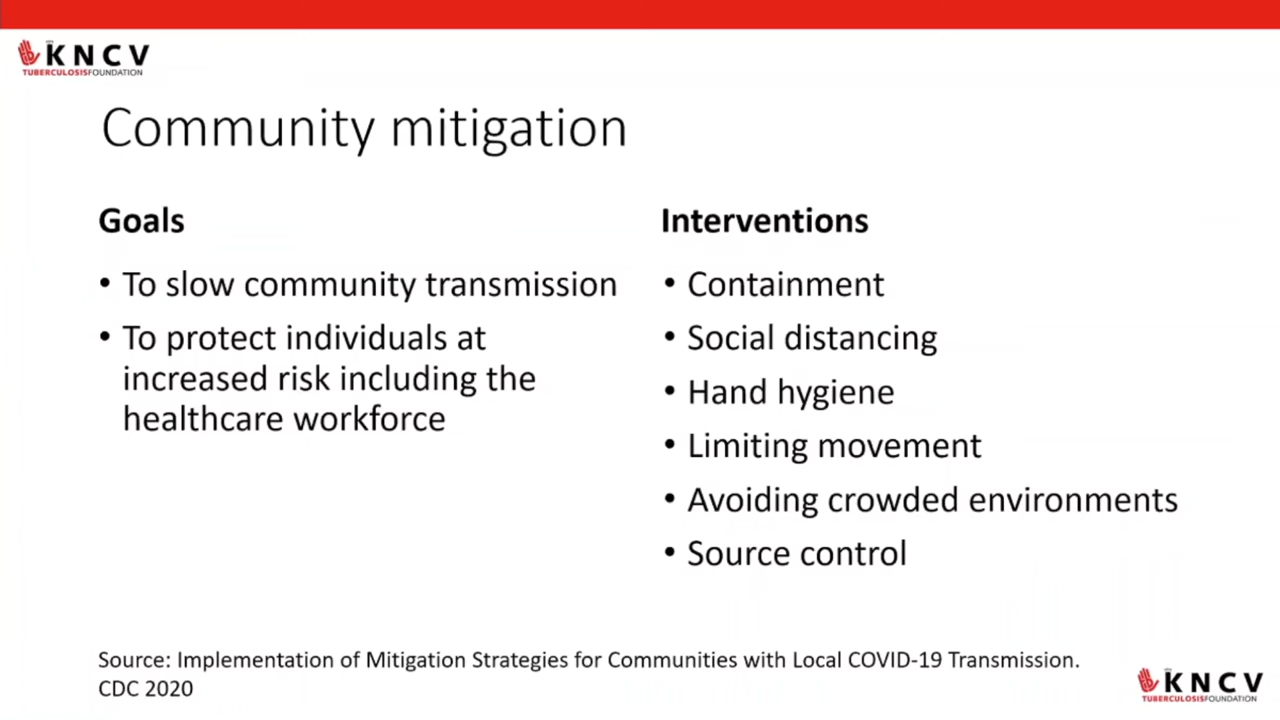 KNCV
TUBERCULOSISFOUNDATION
Community mitigation
Goals
• To slow community transmission
• To protect individuals at
increased risk including the
healthcare workforce
Interventions
• Containment
• Social distancing
• Hand hygiene
• Limiting movement
• Avoiding crowded environments
• Source control
Source: Implementation of Mitigation Strategies for Communities with Local COVID-19 Transmission.
CDC 2020
KNCV
TUBERCULOSISFOUNDATION